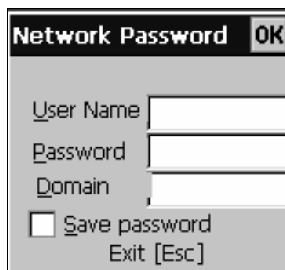 Network Password OK
User Name
Password
Domain
Save password
Exit [Esc]